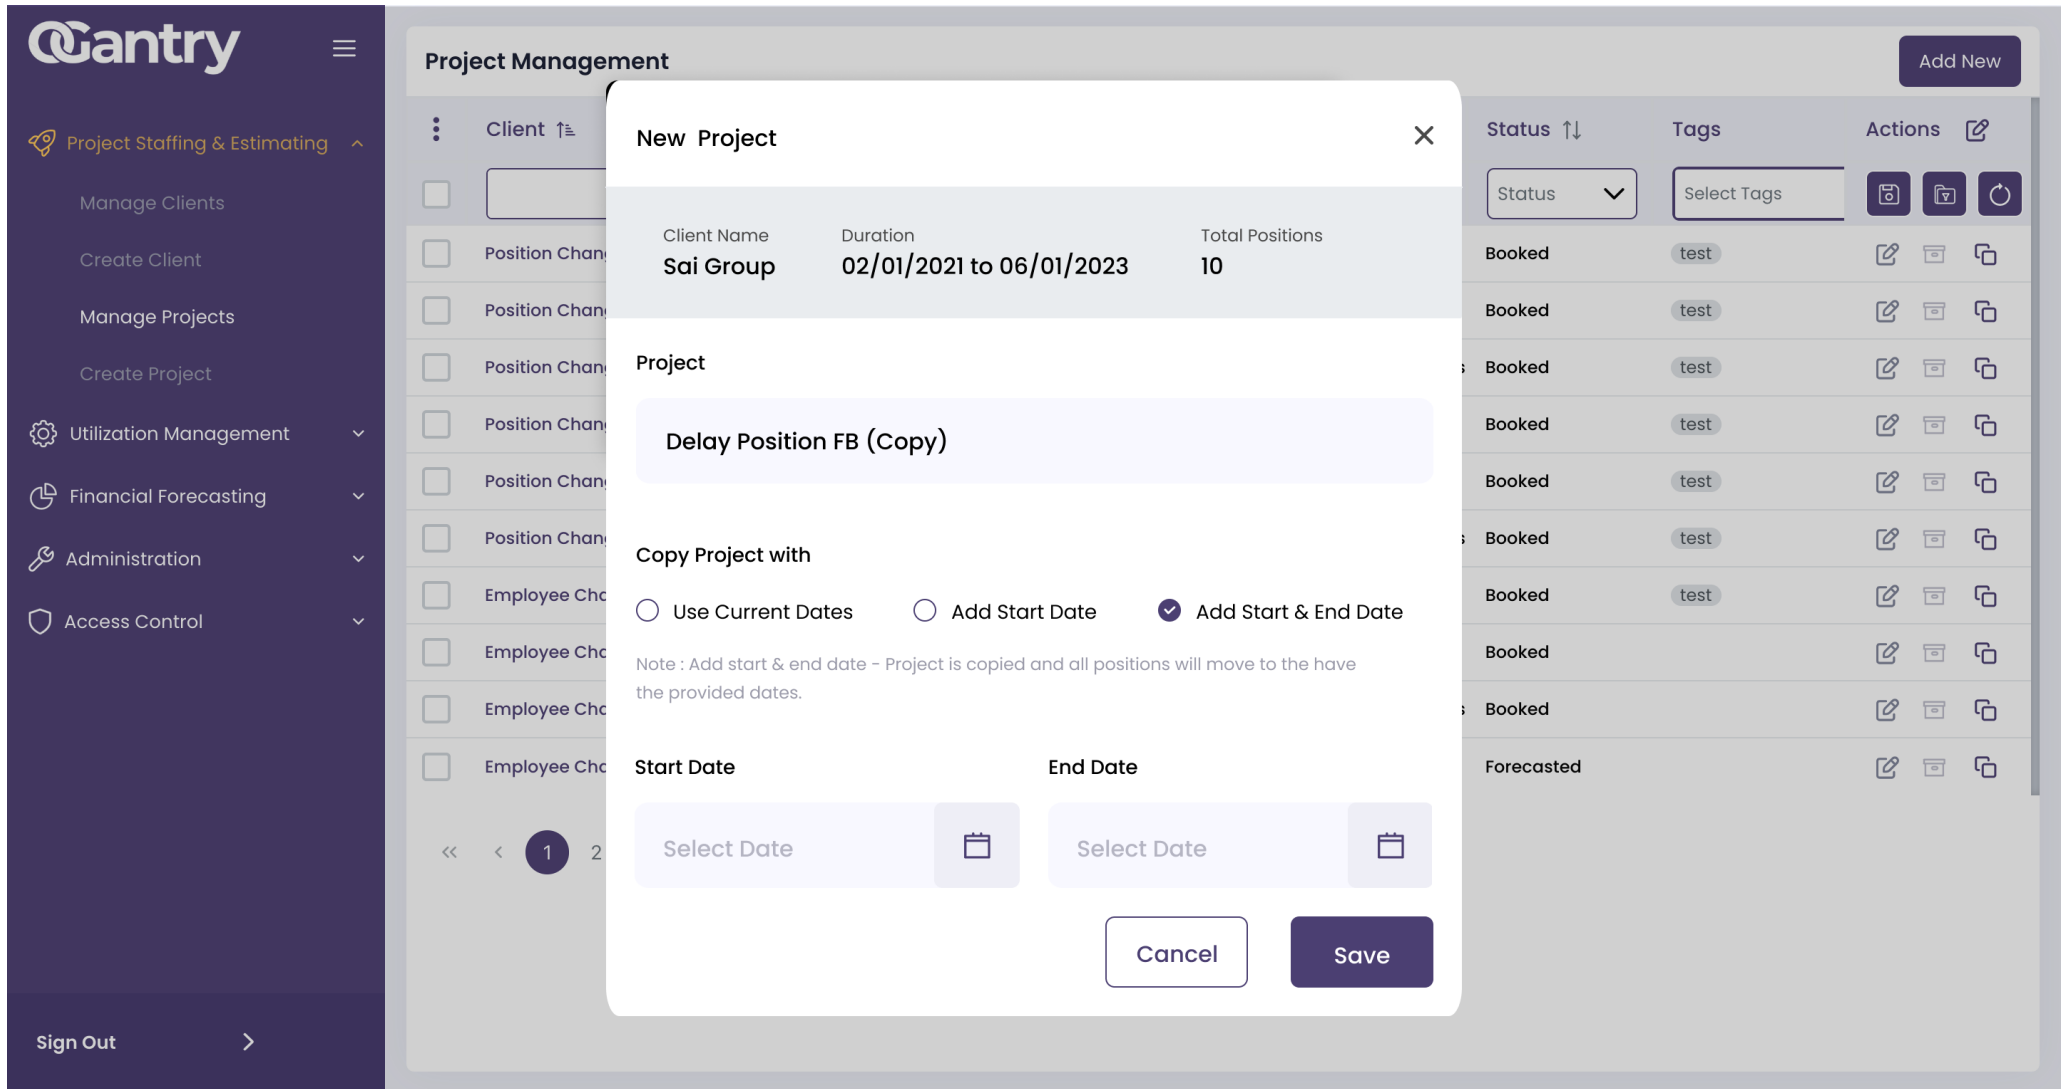 Gantry
Project Management
Add New
Project Staffing & Estimating
Manage Clients
Create Client
Manage Projects
Create Project
Utilization Management
Financial Forecasting
Administration
Access Control
Sign Out
Client
Status
Tags
Actions
Status
Select Tags
Position Chan
Booked
test
Position Chan
Booked
test
Position Chan
s
Booked
test
Position Chan
Booked
test
Position Chan
Booked
test
Position Chan
s
Booked
test
Employee Cha
Booked
test
Employee Cha
Booked
Employee Cha
s
Booked
Employee Cha
Forecasted
« ‹ 1 2
New Project
Client Name
Sai Group
Duration
02/01/2021 to 06/01/2023
Total Positions
10
Project
Delay Position FB (Copy)
Copy Project with
Use Current Dates
Add Start Date
Add Start & End Date
Note : Add start & end date - Project is copied and all positions will move to the have
the provided dates.
Start Date
End Date
Select Date
Select Date
Cancel
Save